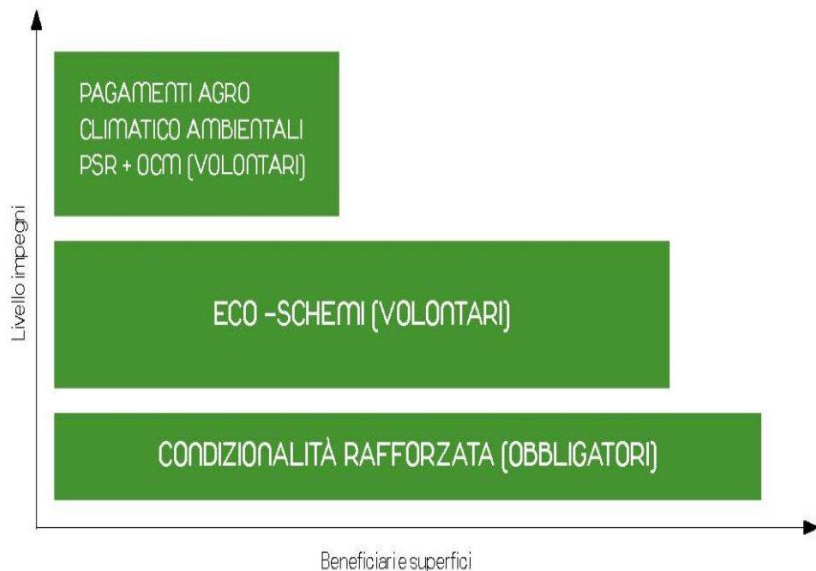 PAGAMENTI AGRO
CLIMATICO AMBIENTALI
PSR + OCM (VOLONTARI)
Livello impegni
ECO -SCHEMI (VOLONTARI)
CONDIZIONALITÀ RAFFORZATA (OBBLIGATORI)
Beneficiari e superfici